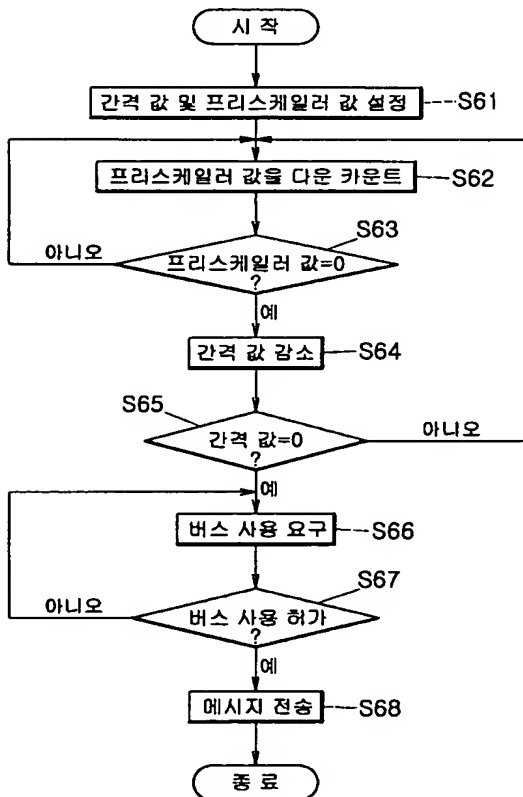 시 작
간격 값 및 프리스케일러 값 설정
S61
프리스케일러 값을 다운 카운트
S62
S63
아니오
프리스케일러 값=0
?
예
간격 값 감소
S64
S65
간격 값=0
?
아니오
예
버스 사용 요구
S66
S67
아니오
버스 사용 허가
?
예
메시지 전송
S68
종 료